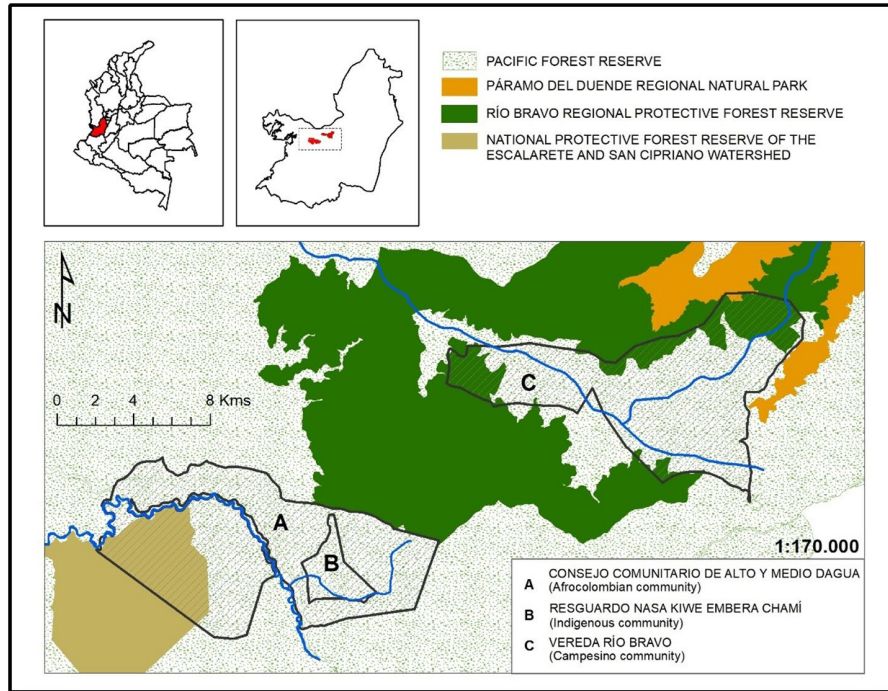 PACIFIC FOREST RESERVE
PÁRAMO DEL DUENDE REGIONAL NATURAL PARK
RÍO BRAVO REGIONAL PROTECTIVE FOREST RESERVE
NATIONAL PROTECTIVE FOREST RESERVE OF THE
ESCALARETE AND SAN CIPRIANO WATERSHED
N
0 2 4 8 Kms
C
A
B
1:170.000
A CONSEJO COMUNITARIO DE ALTO Y MEDIO DAGUA
(Afrocolombian community)
B RESGUARDO NASA KIWE EMBERA CHAMÍ
(Indigenous community)
C VEREDA RÍO BRAVO
(Campesino community)